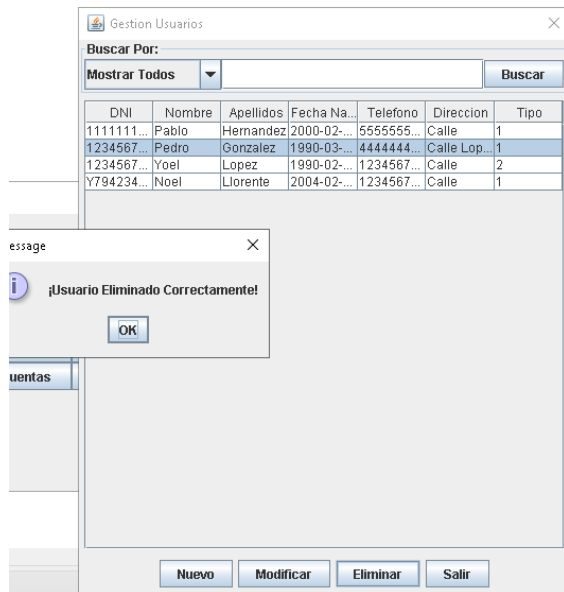 Gestion Usuarios
Buscar Por:
Mostrar Todos Buscar
DNI Nombre Apellidos Fecha Na... Telefono Direccion Tipo
1111111... Pablo Hernandez 2000-02-... 5555555... Calle 1
1234567... Pedro Gonzalez 1990-03-... 4444444... Calle Lop... 1
1234567... Yoel Lopez 1990-02-... 1234567... Calle 2
Y794234... Noel Llorente 2004-02-... 1234567... Calle 1
essage
¡Usuario Eliminado Correctamente!
OK
uentas
Nuevo Modificar Eliminar Salir